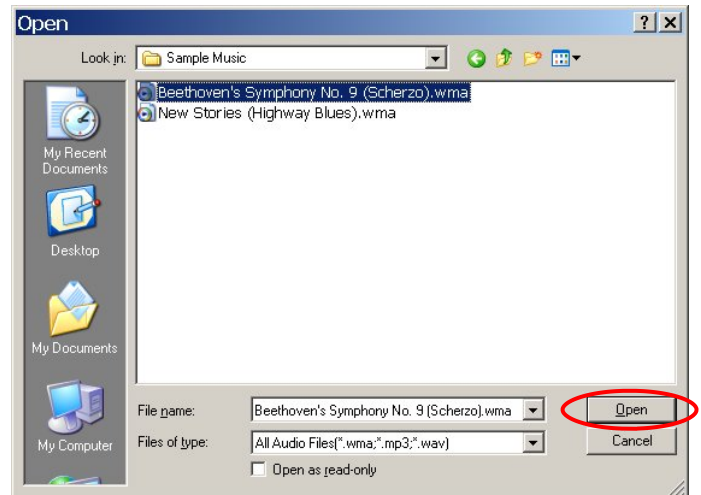 Open
Look in: Sample Music
Beethoven's Symphony No. 9 (Scherzo).wma
New Stories (Highway Blues).wma
My Recent
Documents
Desktop
My Documents
My Computer
File name: Beethoven's Symphony No. 9 (Scherzo).wma Open
Files of type: All Audio Files(*.wma;*.mp3;*.wav) Cancel
Open as read-only